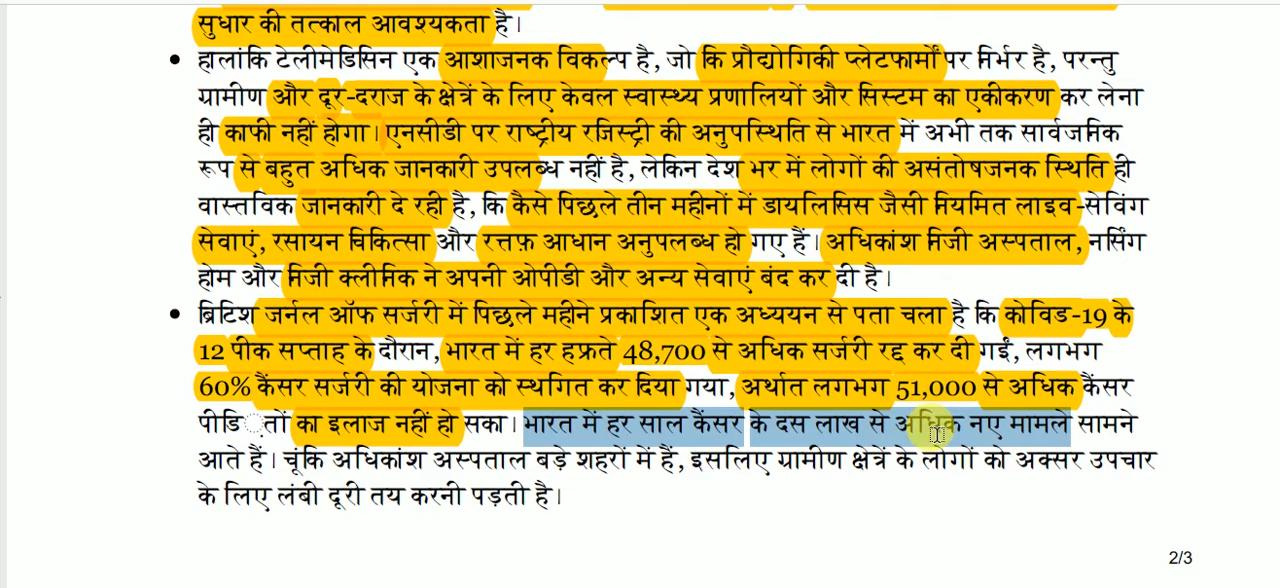 सुधार की तत्काल आवश्यकता है।
• हालांकि टेलीमेडिसिन एक आशाजनक विकल्प है, जो कि प्रौद्योगिकी प्लेटफार्मों पर निर्भर है, परन्तु
ग्रामीण और दूर-दराज के क्षेत्रें के लिए केवल स्वास्थ्य प्रणालियों और सिस्टम का एकीकरण कर लेना
ही काफी नहीं होगा। एनसीडी पर राष्ट्रीय रजिस्ट्री की अनुपस्थिति से भारत में अभी तक सार्वजनिक
रूप से बहुत अधिक जानकारी उपलब्ध नहीं है, लेकिन देश भर में लोगों की असंतोषजनक स्थिति ही
वास्तविक जानकारी दे रही है, कि कैसे पिछले तीन महीनों में डायलिसिस जैसी नियमित लाइव-सेविंग
सेवाएं, रसायन चिकित्सा और रत्तफ़ आधान अनुपलब्ध हो गए हैं। अधिकांश निजी अस्पताल, नर्सिंग
होम और निजी क्लीनिक ने अपनी ओपीडी और अन्य सेवाएं बंद कर दी है।
• ब्रिटिश जर्नल ऑफ सर्जरी में पिछले महीने प्रकाशित एक अध्ययन से पता चला है कि कोविड-19 के
12 पीक सप्ताह के दौरान, भारत में हर हफ्रते 48,700 से अधिक सर्जरी रद्द कर दी गईं, लगभग
60% कैंसर सर्जरी की योजना को स्थगित कर दिया गया, अर्थात लगभग 51,000 से अधिक कैंसर
पीडि़तों का इलाज नहीं हो सका। भारत में हर साल कैंसर के दस लाख से अधिक नए मामले सामने
आते हैं। चूंकि अधिकांश अस्पताल बड़े शहरों में हैं, इसलिए ग्रामीण क्षेत्रें के लोगों को अक्सर उपचार
के लिए लंबी दूरी तय करनी पड़ती है।
2/3